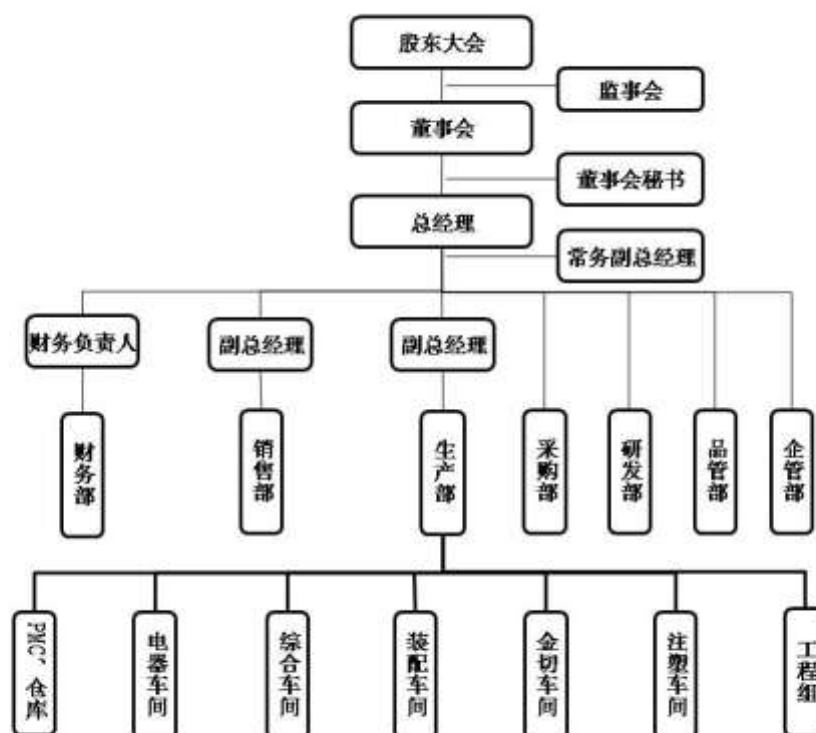 股东大会
监事会
董事会
董事会秘书
总经理
常务副总经理
财务负责人
副总经理
副总经理
财务部
销售部
生产部
采购部
研发部
品管部
企管部
PMC、仓库
电器车间
综合车间
装配车间
金切车间
注塑车间
工程组